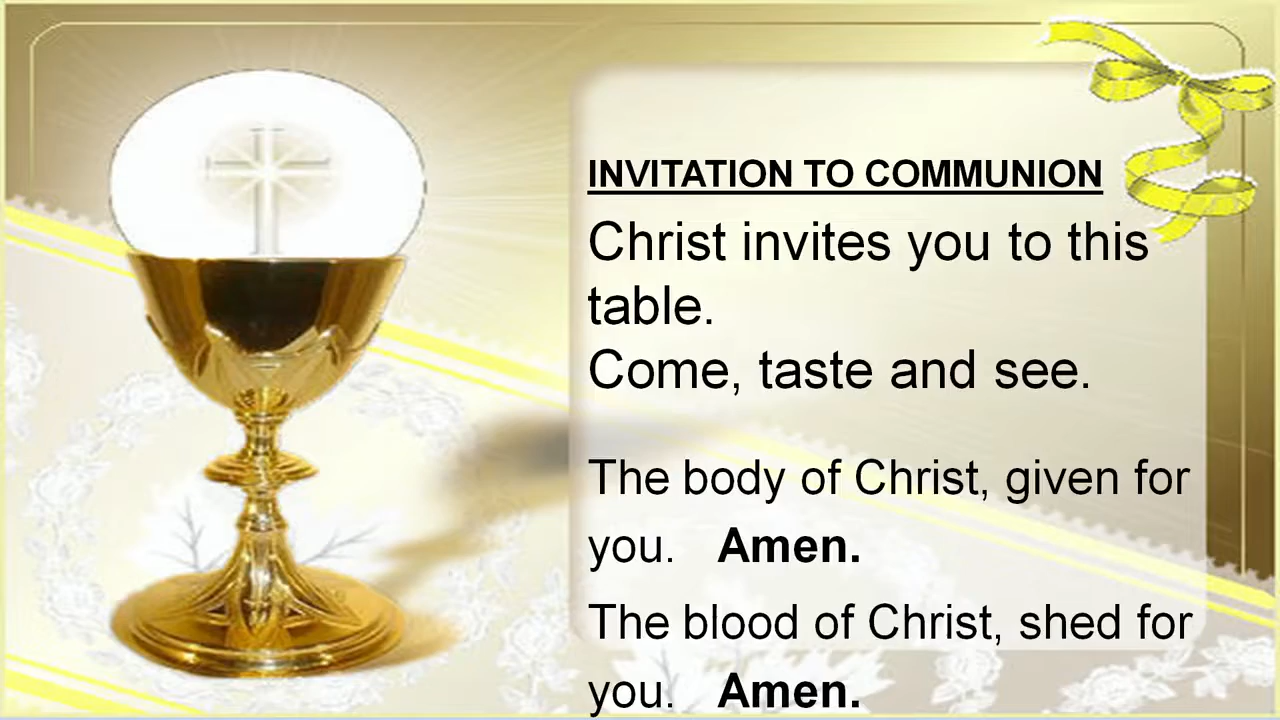 INVITATION TO COMMUNION
Christ invites you to this
table.
Come, taste and see.
The body of Christ, given for
you. Amen.
The blood of Christ, shed for
you. Amen.